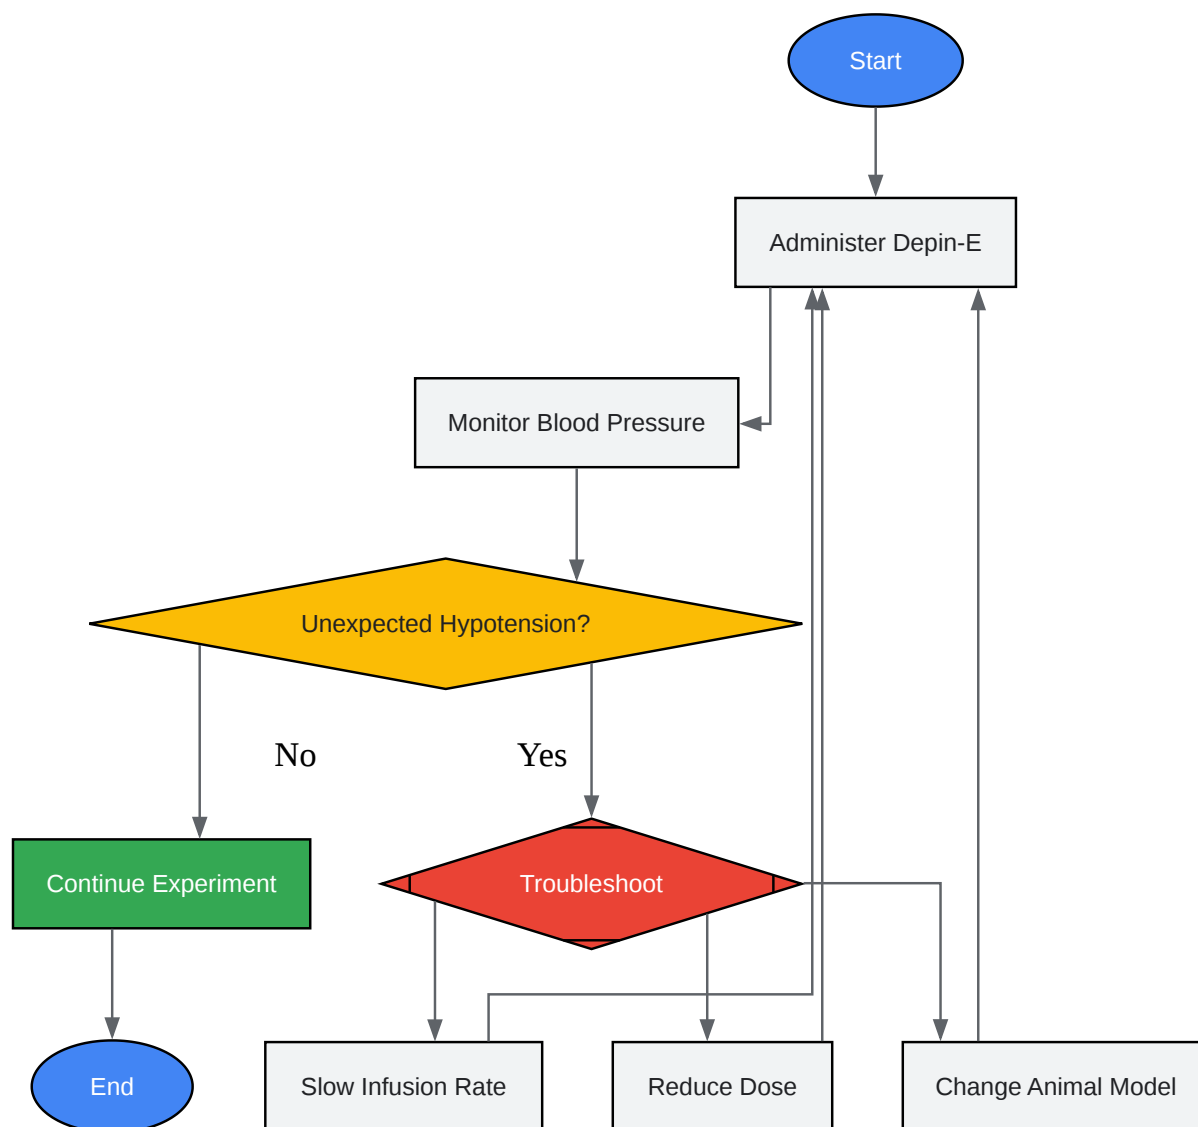 Start
Administer Depin-E
Monitor Blood Pressure
Unexpected Hypotension?
No
Yes
Continue Experiment
Troubleshoot
End
Slow Infusion Rate
Reduce Dose
Change Animal Model